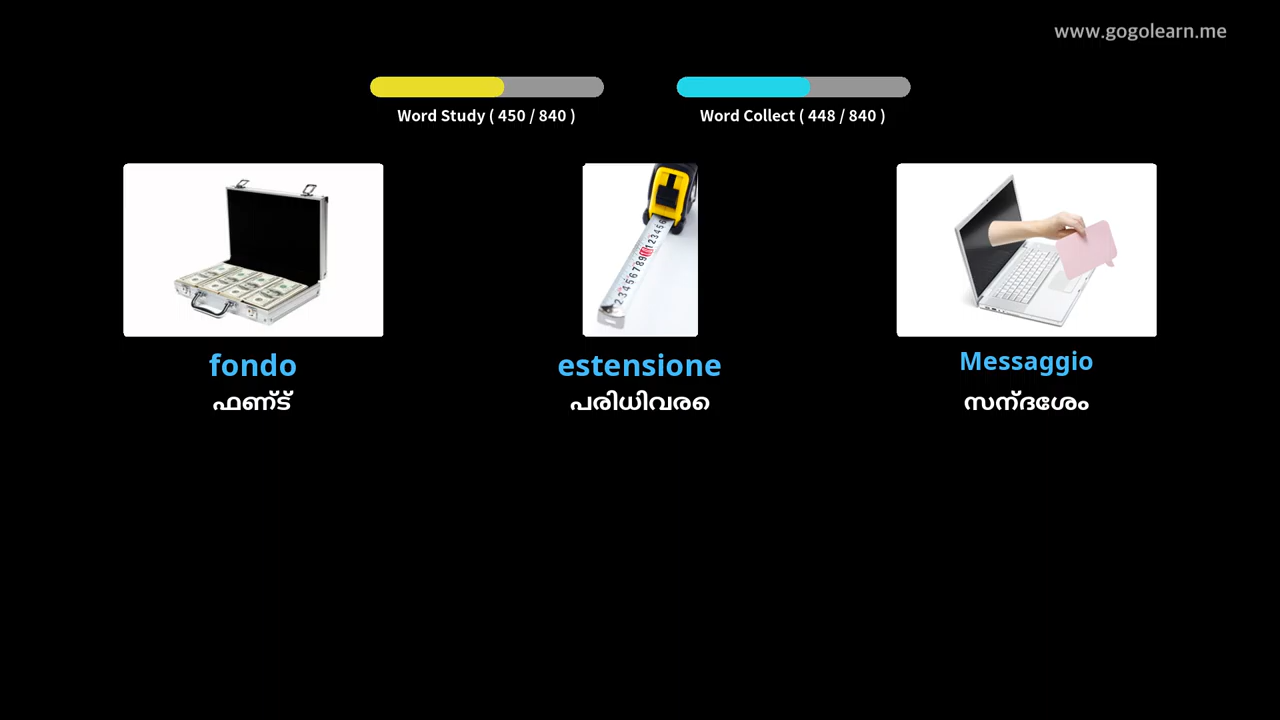 www.gogolearn.me
Word Study ( 450 / 840 )
Word Collect ( 448 / 840 )
fondo
estensione
Messaggio
ഫണ്ട്
പരിധിവരെ
സന്ദേശം